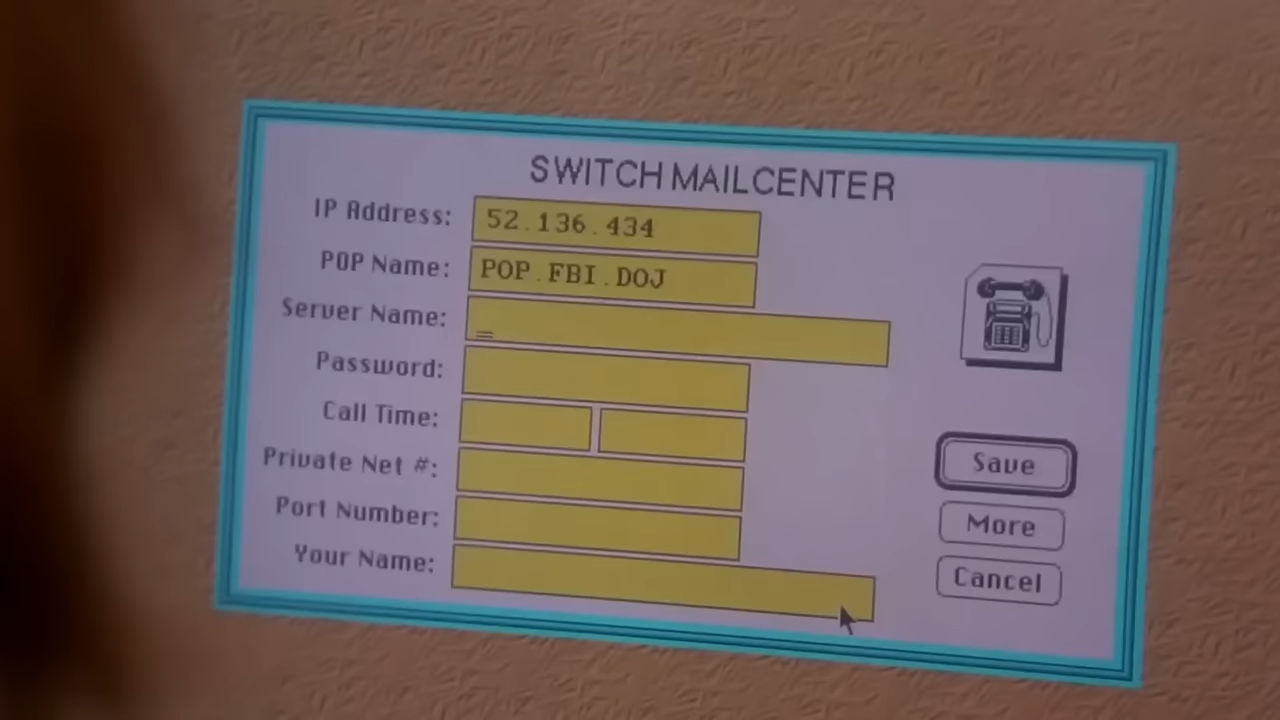 SWITCH MAILCENTER
IP Address: 52.136.434
POP Name: POP.FBI.DOJ
Server Name: _
Password:
Call Time:
Private Net #:
Port Number:
Your Name:
Save
More
Cancel